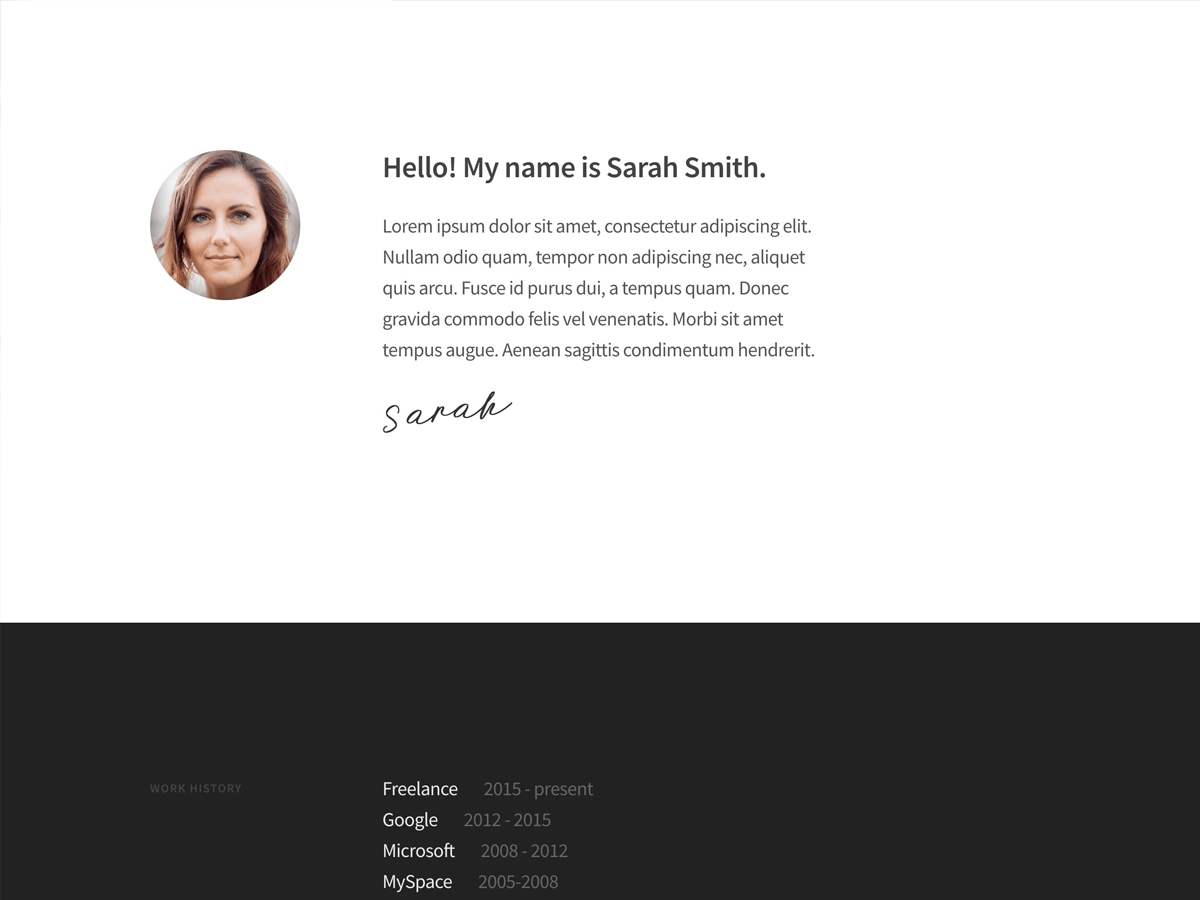 Hello! My name is Sarah Smith.
Lorem ipsum dolor sit amet, consectetur adipiscing elit.
Nullam odio quam, tempor non adipiscing nec, aliquet
quis arcu. Fusce id purus dui, a tempus quam. Donec
gravida commodo felis vel venenatis. Morbi sit amet
tempus augue. Aenean sagittis condimentum hendrerit.
Sarah
WORK HISTORY
Freelance 2015 - present
Google 2012 - 2015
Microsoft 2008 - 2012
MySpace 2005-2008